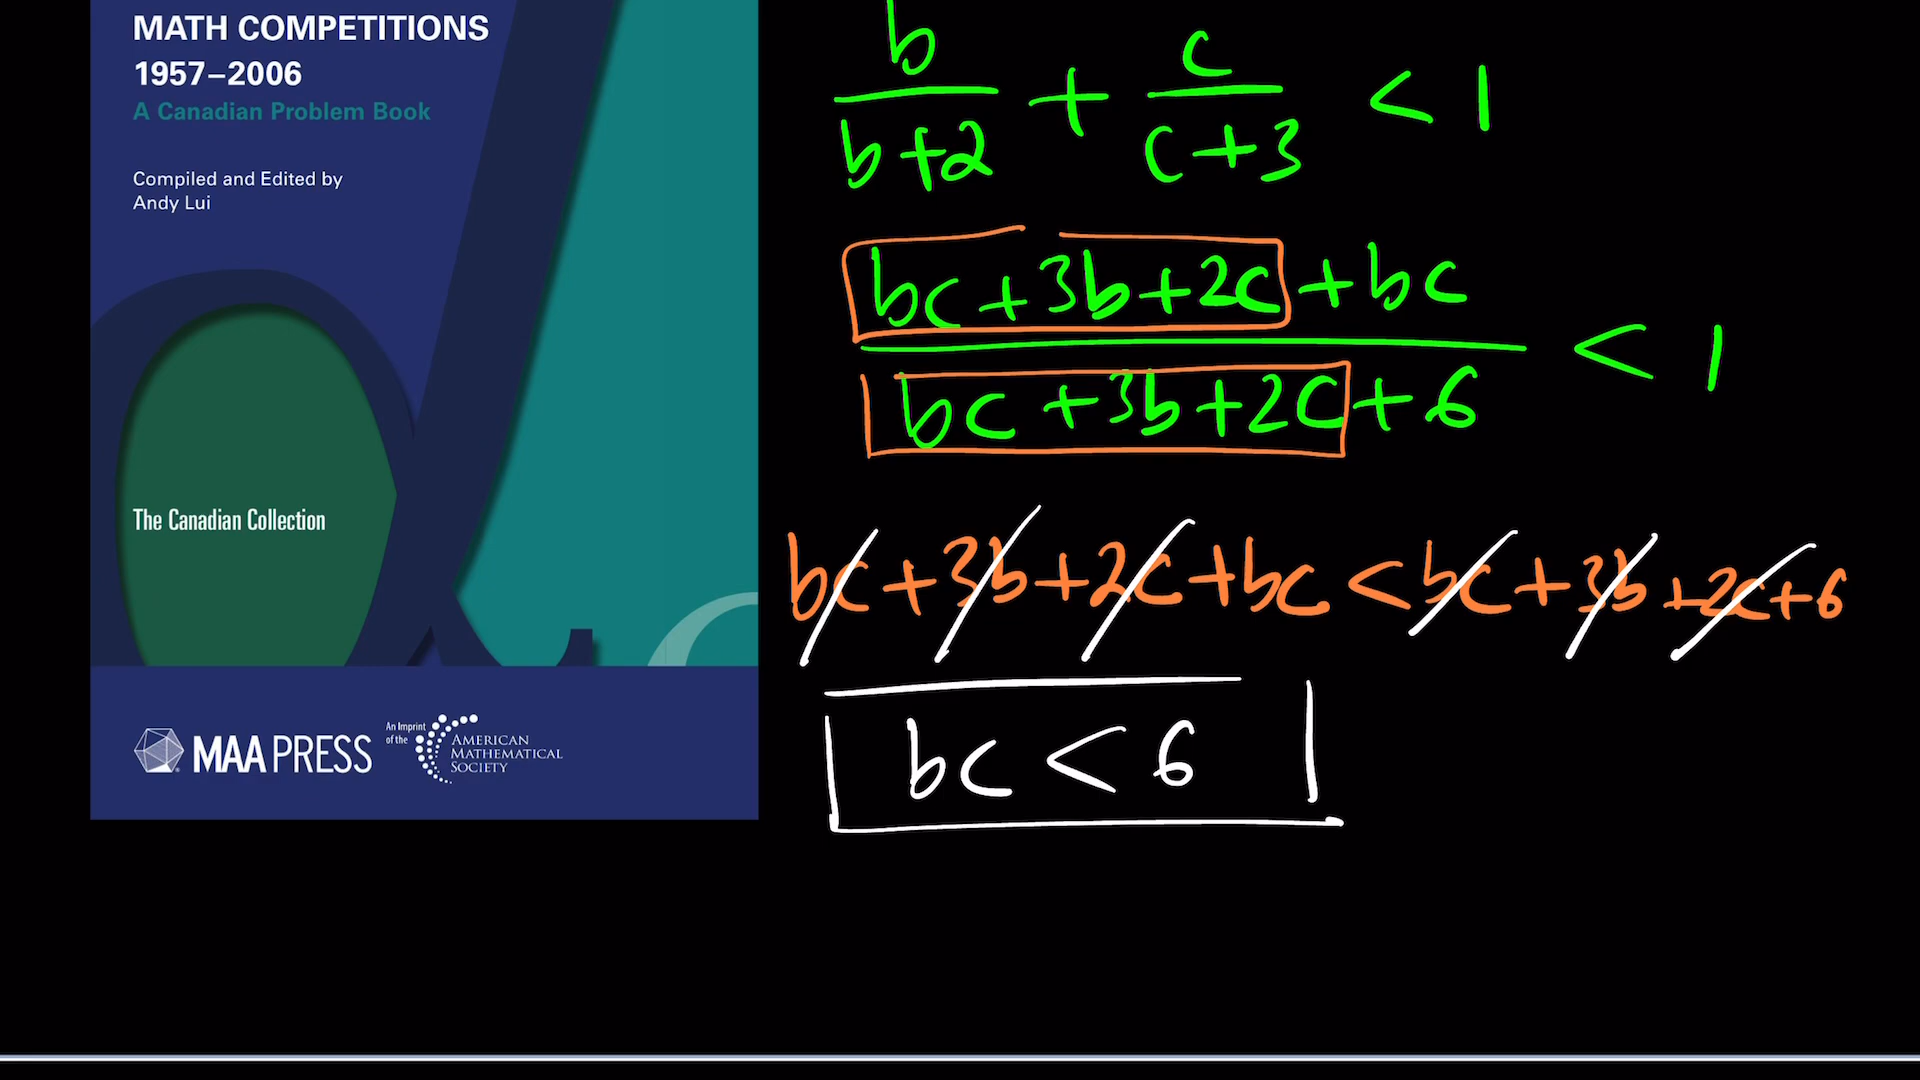 MATH COMPETITIONS
1957–2006
A Canadian Problem Book
Compiled and Edited by
Andy Lui
The Canadian Collection
MAA PRESS
An Imprint
of the
AMERICAN
MATHEMATICAL
SOCIETY
b/(b+2) + c/(c+3) < 1
(bc+3b+2c+bc)/(bc+3b+2c+6) < 1
bc+3b+2c+bc<bc+3b+2c+6
bc < 6